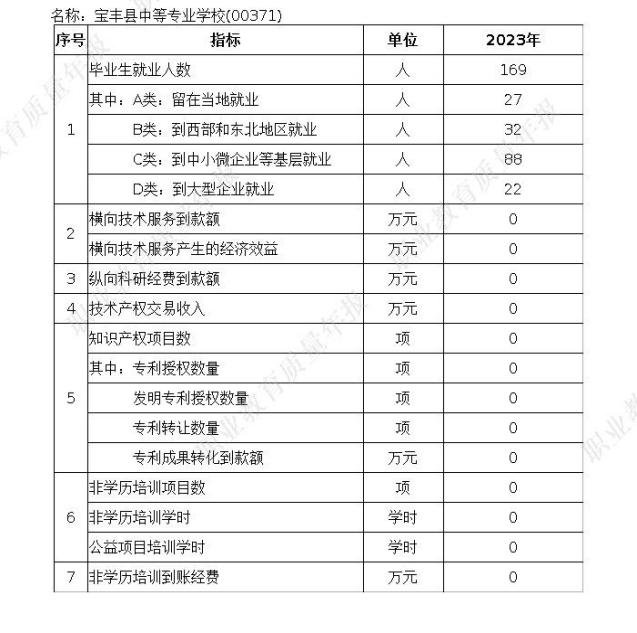 名称：宝丰县中等专业学校(00371)
序号 指标 单位 2023年
1 毕业生就业人数 人 169
其中：A类：留在当地就业 人 27
B类：到西部和东北地区就业 人 32
C类：到中小微企业等基层就业 人 88
D类：到大型企业就业 人 22
2 横向技术服务到款额 万元 0
横向技术服务产生的经济效益 万元 0
3 纵向科研经费到款额 万元 0
4 技术产权交易收入 万元 0
5 知识产权项目数 项 0
其中：专利授权数量 项 0
发明专利授权数量 项 0
专利转让数量 项 0
专利成果转化到款额 万元 0
6 非学历培训项目数 项 0
非学历培训学时 学时 0
公益项目培训学时 学时 0
7 非学历培训到账经费 万元 0
职业教育质量年报